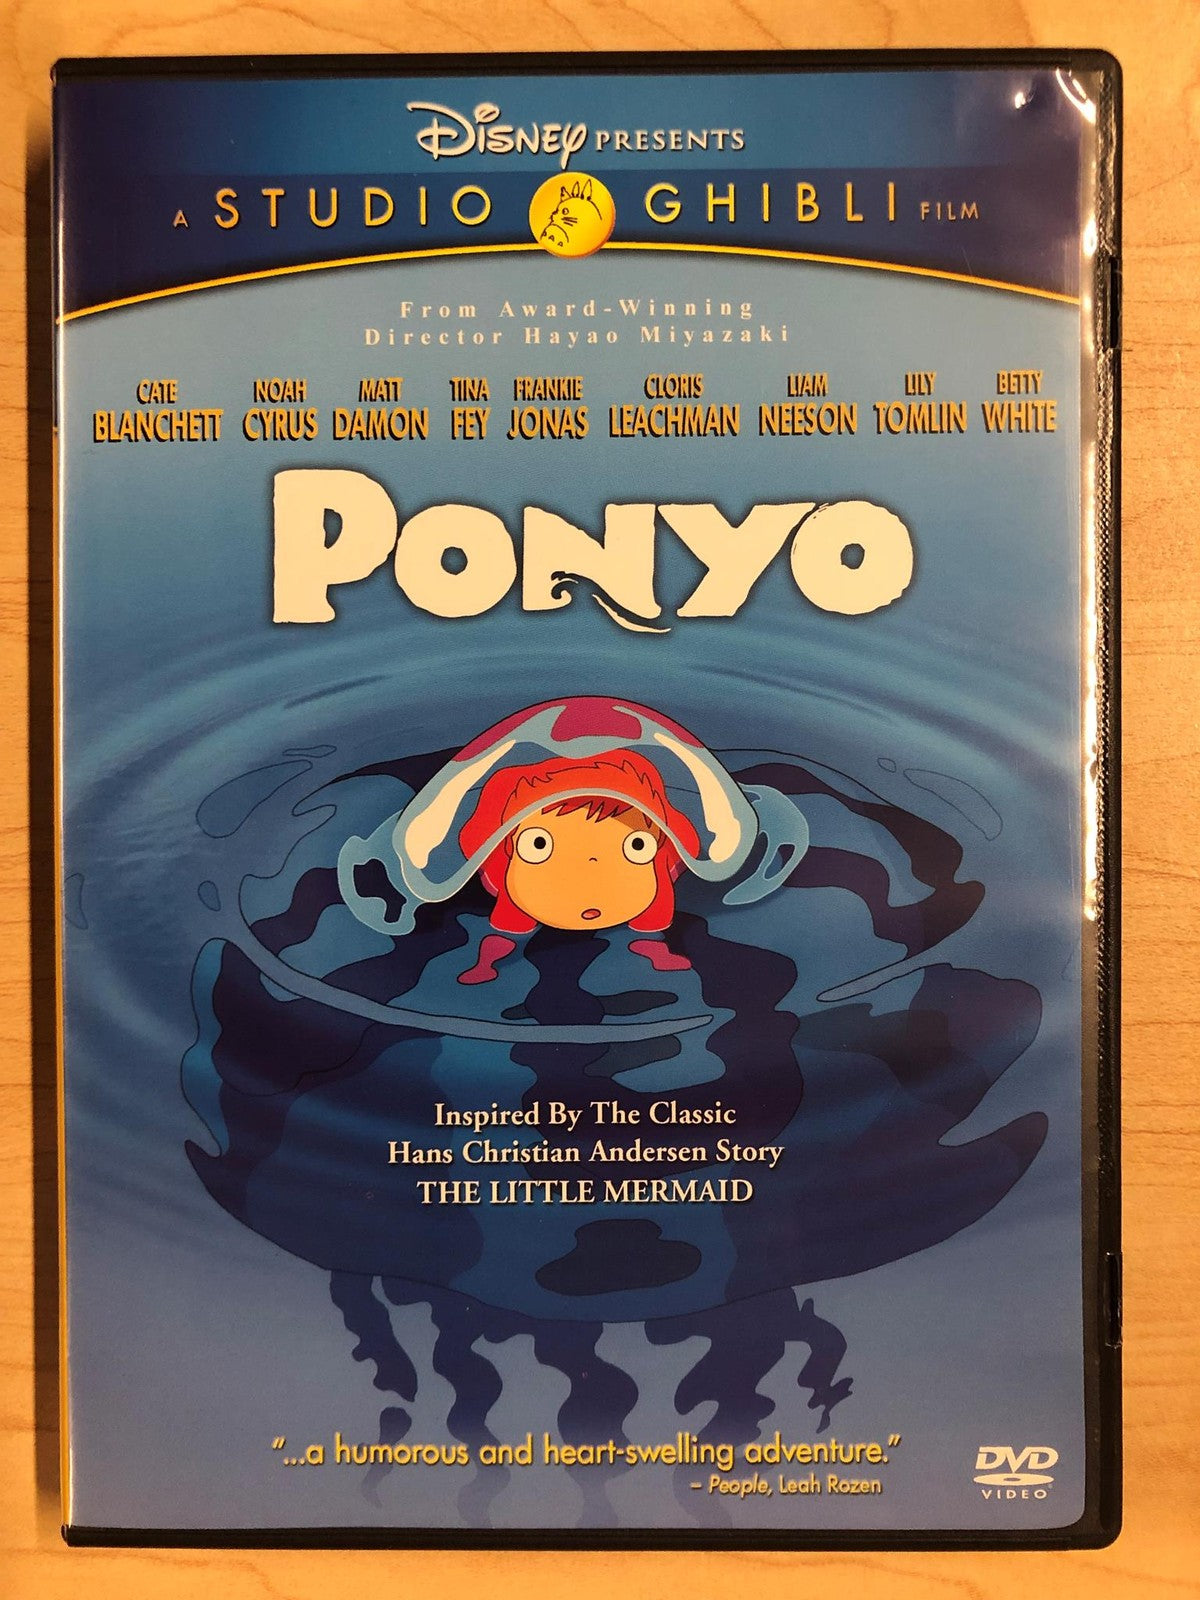 Disney PRESENTS
A STUDIO GHIBLI FILM
From Award-Winning
Director Hayao Miyazaki
CATE BLANCHETT NOAH CYRUS MATT DAMON TINA FEY FRANKIE JONAS CLORIS LEACHMAN LIAM NEESON LILY TOMLIN BETTY WHITE
PONYO
Inspired By The Classic
Hans Christian Andersen Story
THE LITTLE MERMAID
"...a humorous and heart-swelling adventure."
– People, Leah Rozen
DVD
VIDEO